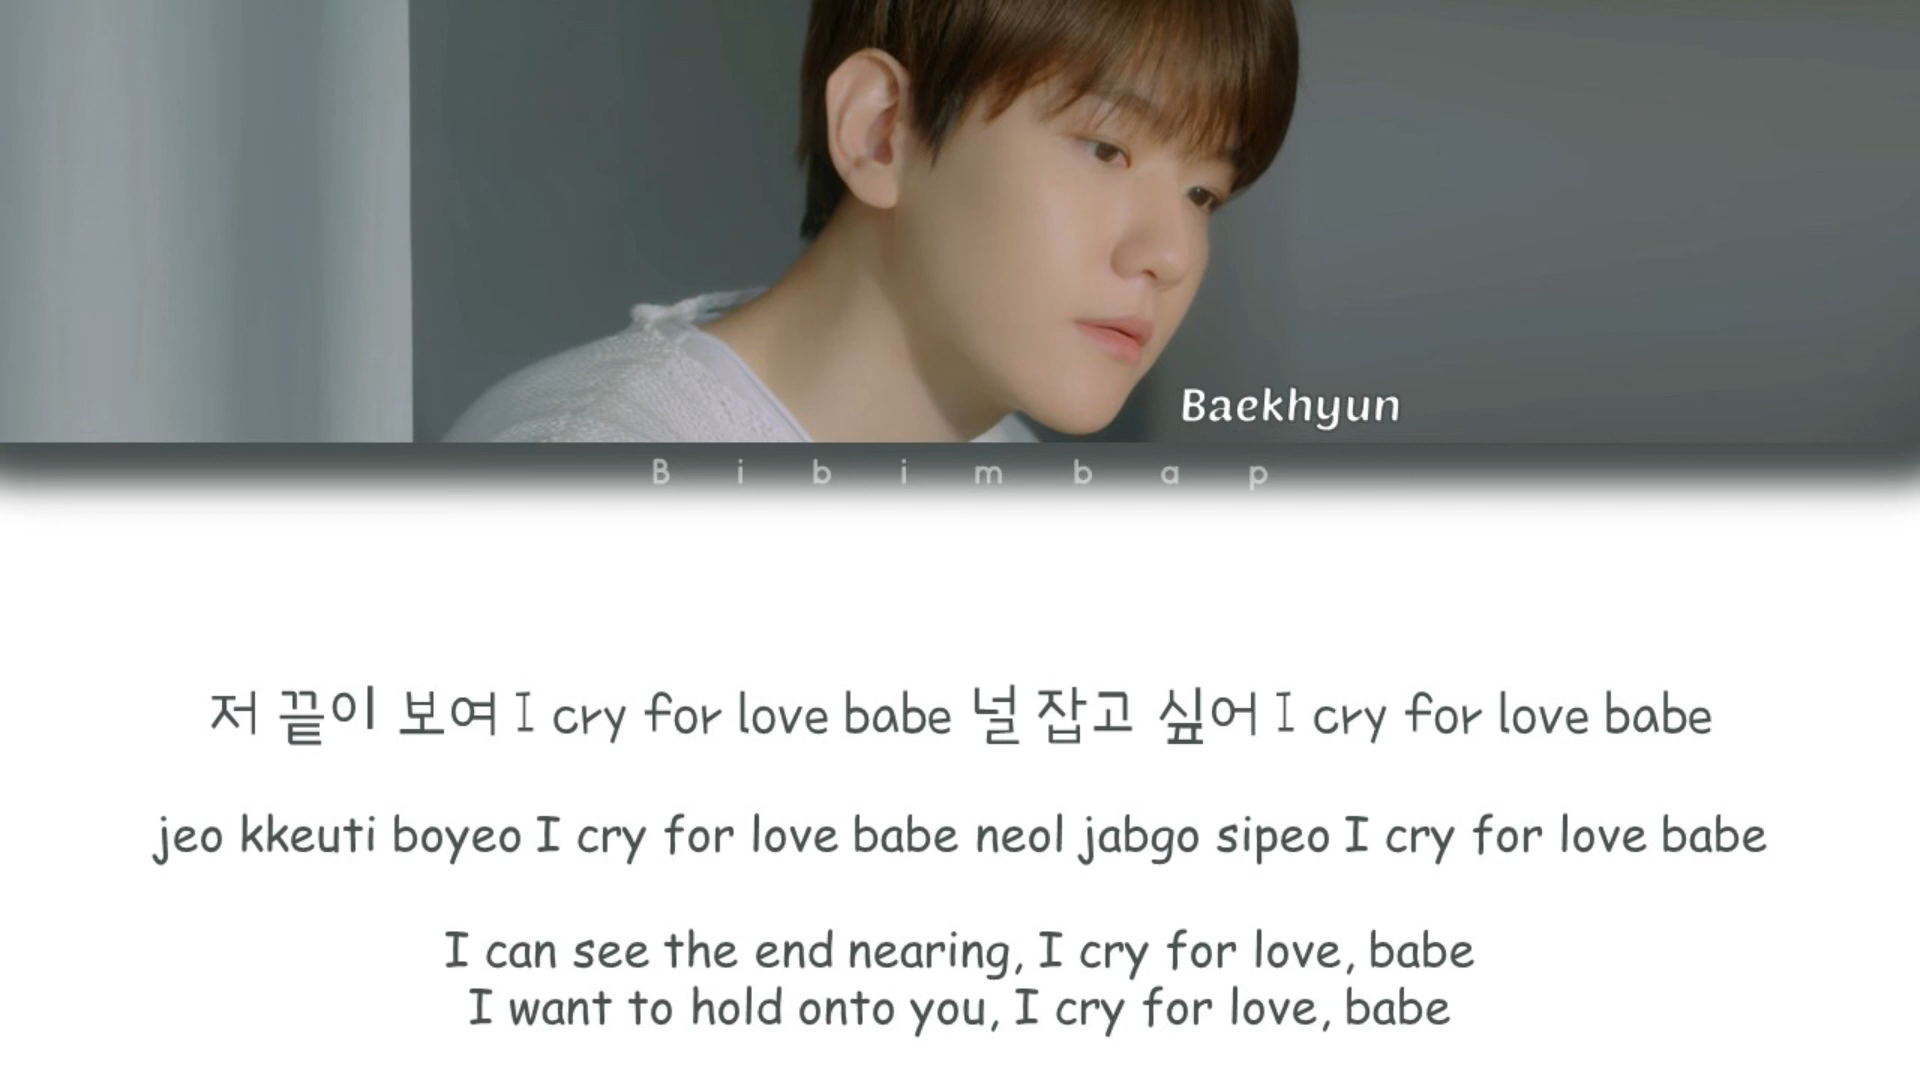 Baekhyun
Bibimbap
저 끝이 보여 I cry for love babe 널 잡고 싶어 I cry for love babe
jeo kkeuti boyeo I cry for love babe neol jabgo sipeo I cry for love babe
I can see the end nearing, I cry for love, babe
I want to hold onto you, I cry for love, babe